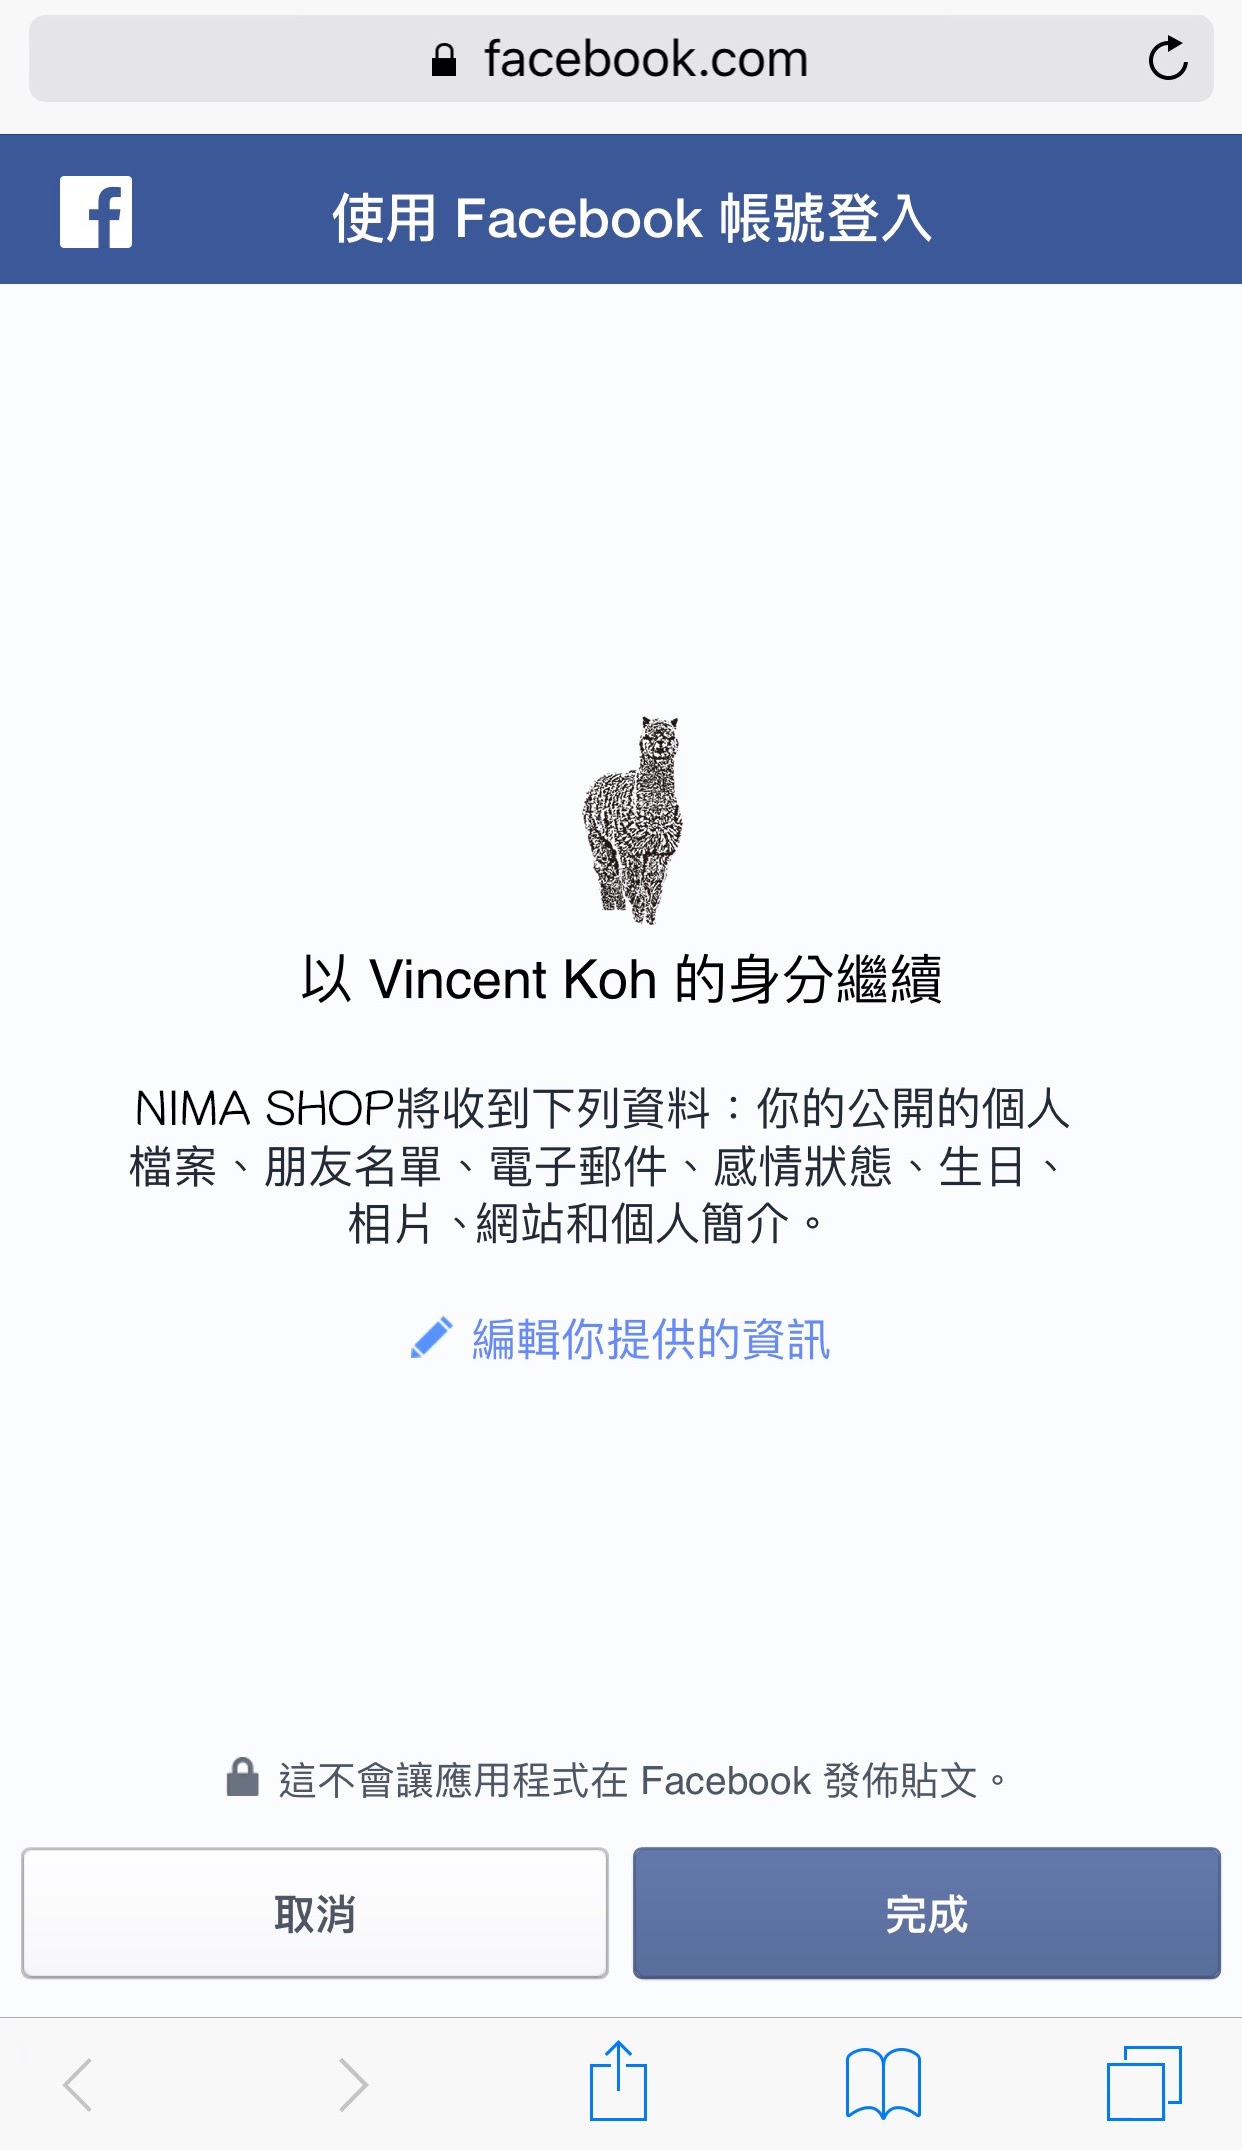 facebook.com
使用 Facebook 帳號登入
以 Vincent Koh 的身分繼續
NIMA SHOP將收到下列資料：你的公開的個人
檔案、朋友名單、電子郵件、感情狀態、生日、
相片、網站和個人簡介。
編輯你提供的資訊
這不會讓應用程式在 Facebook 發佈貼文。
取消
完成